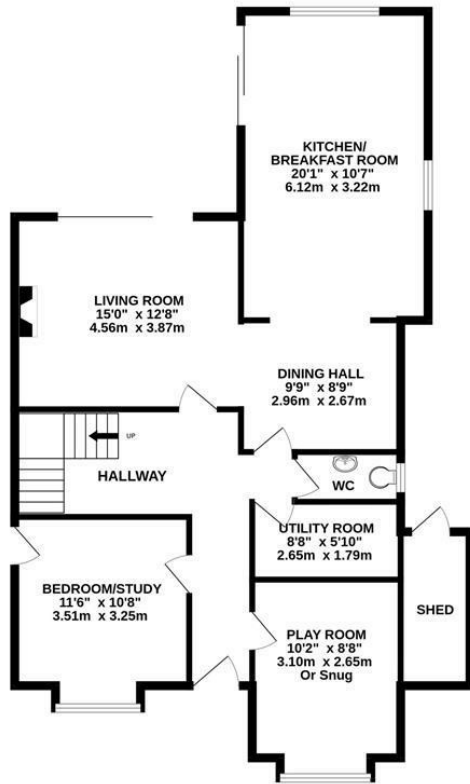 KITCHEN/
BREAKFAST ROOM
20'1" x 10'7"
6.12m x 3.22m
LIVING ROOM
15'0" x 12'8"
4.56m x 3.87m
DINING HALL
9'9" x 8'9"
2.96m x 2.67m
UP
HALLWAY
WC
UTILITY ROOM
8'8" x 5'10"
2.65m x 1.79m
BEDROOM/STUDY
11'6" x 10'8"
3.51m x 3.25m
SHED
PLAY ROOM
10'2" x 8'8"
3.10m x 2.65m
Or Snug